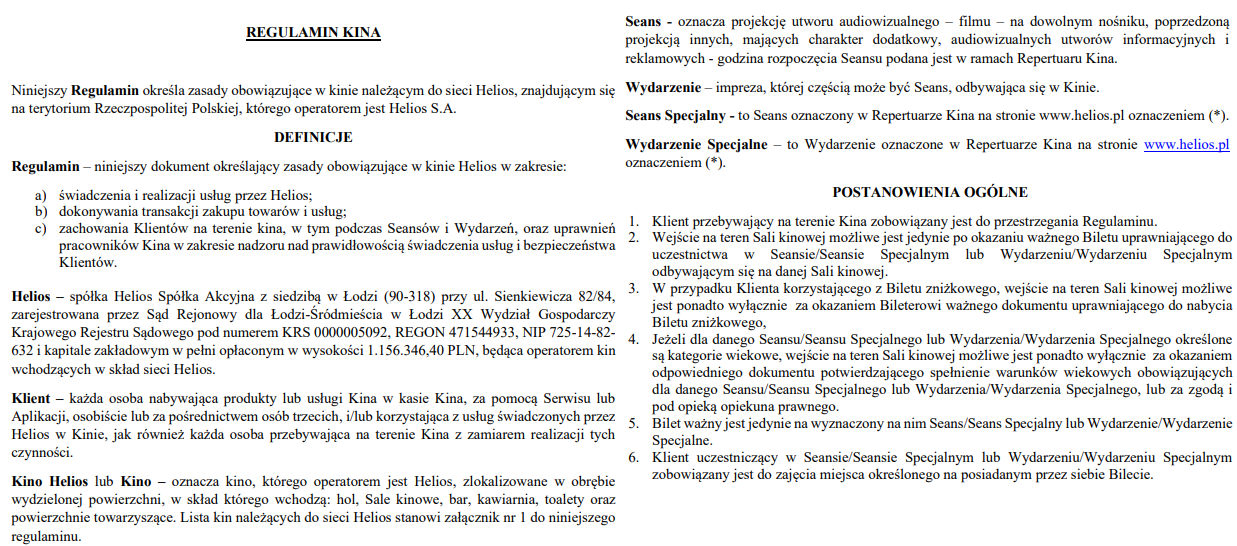 REGULAMIN KINA
Niniejszy Regulamin określa zasady obowiązujące w kinie należącym do sieci Helios, znajdującym się
na terytorium Rzeczpospolitej Polskiej, którego operatorem jest Helios S.A.
DEFINICJE
Regulamin – niniejszy dokument określający zasady obowiązujące w kinie Helios w zakresie:
a) świadczenia i realizacji usług przez Helios;
b) dokonywania transakcji zakupu towarów i usług;
c) zachowania Klientów na terenie kina, w tym podczas Seansów i Wydarzeń, oraz uprawnień
pracowników Kina w zakresie nadzoru nad prawidłowością świadczenia usług i bezpieczeństwa
Klientów.
Helios – spółka Helios Spółka Akcyjna z siedzibą w Łodzi (90-318) przy ul. Sienkiewicza 82/84,
zarejestrowana przez Sąd Rejonowy dla Łodzi-Śródmieścia w Łodzi XX Wydział Gospodarczy
Krajowego Rejestru Sądowego pod numerem KRS 0000005092, REGON 471544933, NIP 725-14-82-
632 i kapitale zakładowym w pełni opłaconym w wysokości 1.156.346,40 PLN, będąca operatorem kin
wchodzących w skład sieci Helios.
Klient – każda osoba nabywająca produkty lub usługi Kina w kasie Kina, za pomocą Serwisu lub
Aplikacji, osobiście lub za pośrednictwem osób trzecich, i/lub korzystająca z usług świadczonych przez
Helios w Kinie, jak również każda osoba przebywająca na terenie Kina z zamiarem realizacji tych
czynności.
Kino Helios lub Kino – oznacza kino, którego operatorem jest Helios, zlokalizowane w obrębie
wydzielonej powierzchni, w skład którego wchodzą: hol, Sale kinowe, bar, kawiarnia, toalety oraz
powierzchnie towarzyszące. Lista kin należących do sieci Helios stanowi załącznik nr 1 do niniejszego
regulaminu.
Seans - oznacza projekcję utworu audiowizualnego – filmu – na dowolnym nośniku, poprzedzoną
projekcją innych, mających charakter dodatkowy, audiowizualnych utworów informacyjnych i
reklamowych - godzina rozpoczęcia Seansu podana jest w ramach Repertuaru Kina.
Wydarzenie – impreza, której częścią może być Seans, odbywająca się w Kinie.
Seans Specjalny - to Seans oznaczony w Repertuarze Kina na stronie www.helios.pl oznaczeniem (*).
Wydarzenie Specjalne – to Wydarzenie oznaczone w Repertuarze Kina na stronie www.helios.pl
oznaczeniem (*).
POSTANOWIENIA OGÓLNE
1. Klient przebywający na terenie Kina zobowiązany jest do przestrzegania Regulaminu.
2. Wejście na teren Sali kinowej możliwe jest jedynie po okazaniu ważnego Biletu uprawniającego do
uczestnictwa w Seansie/Seansie Specjalnym lub Wydarzeniu/Wydarzeniu Specjalnym
odbywającym się na danej Sali kinowej.
3. W przypadku Klienta korzystającego z Biletu zniżkowego, wejście na teren Sali kinowej możliwe
jest ponadto wyłącznie za okazaniem Bileterowi ważnego dokumentu uprawniającego do nabycia
Biletu zniżkowego,
4. Jeżeli dla danego Seansu/Seansu Specjalnego lub Wydarzenia/Wydarzenia Specjalnego określone
są kategorie wiekowe, wejście na teren Sali kinowej możliwe jest ponadto wyłącznie za okazaniem
odpowiedniego dokumentu potwierdzającego spełnienie warunków wiekowych obowiązujących
dla danego Seansu/Seansu Specjalnego lub Wydarzenia/Wydarzenia Specjalnego, lub za zgodą i
pod opieką opiekuna prawnego.
5. Bilet ważny jest jedynie na wyznaczony na nim Seans/Seans Specjalny lub Wydarzenie/Wydarzenie
Specjalne.
6. Klient uczestniczący w Seansie/Seansie Specjalnym lub Wydarzeniu/Wydarzeniu Specjalnym
zobowiązany jest do zajęcia miejsca określonego na posiadanym przez siebie Bilecie.